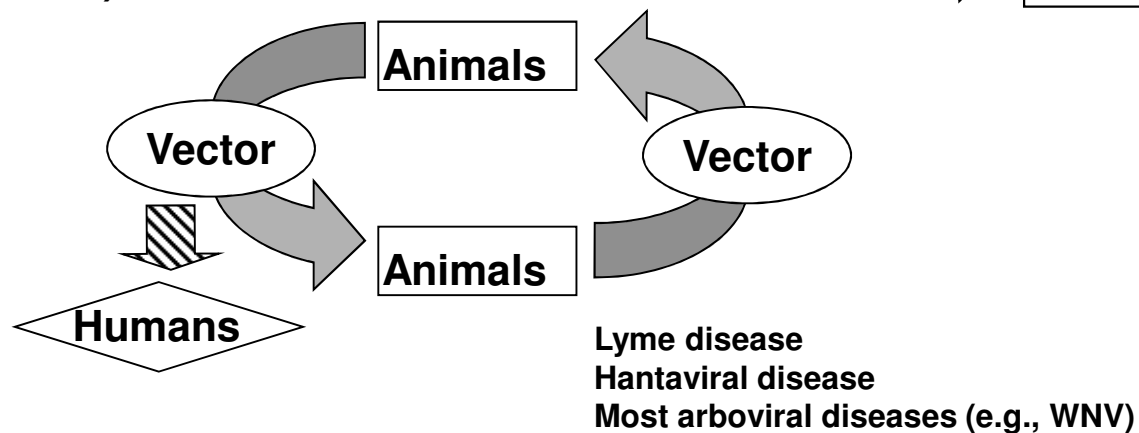 Animals
Vector
Vector
Animals
Humans
Lyme disease
Hantaviral disease
Most arboviral diseases (e.g., WNV)